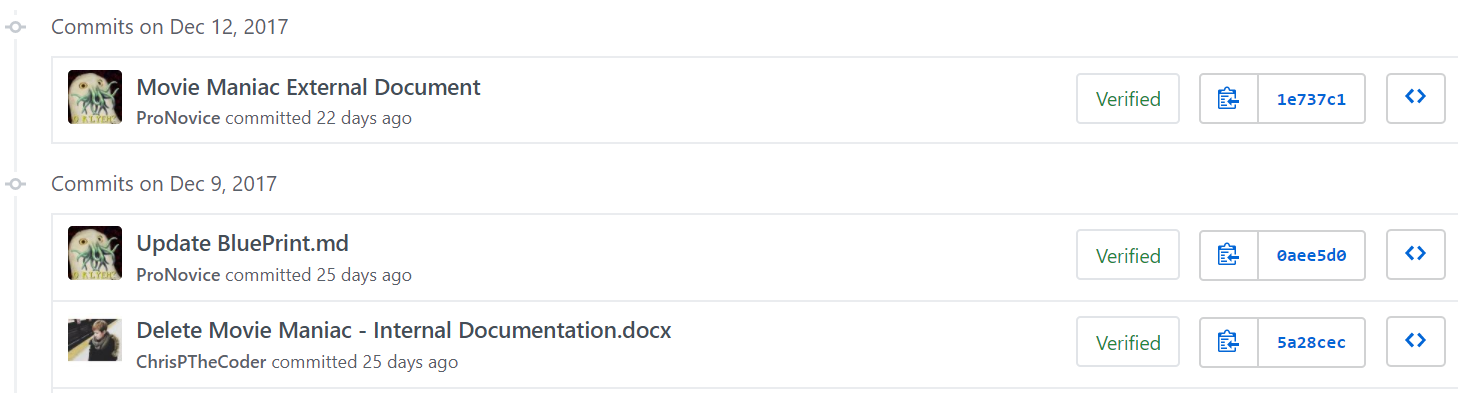 Commits on Dec 12, 2017
Movie Maniac External Document
ProNovice committed 22 days ago
Verified
1e737c1
Commits on Dec 9, 2017
Update BluePrint.md
ProNovice committed 25 days ago
Verified
0aee5d0
Delete Movie Maniac - Internal Documentation.docx
ChrisPTheCoder committed 25 days ago
Verified
5a28cec